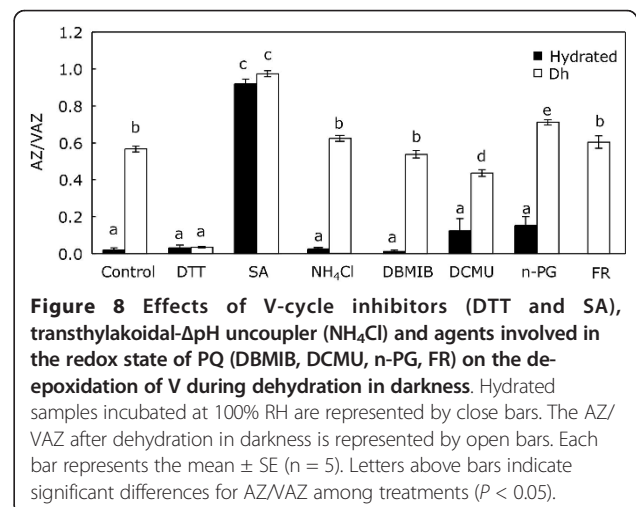 1.2
1.0
0.8
0.6
0.4
0.2
0.0
AZ/VAZ
Hydrated
Dh
a b
a a
c c
a b
a b
a d
a e
b
Control DTT SA NH₄Cl DBMIB DCMU n-PG FR
Figure 8 Effects of V-cycle inhibitors (DTT and SA),
transthylakoidal-ΔpH uncoupler (NH₄Cl) and agents involved in
the redox state of PQ (DBMIB, DCMU, n-PG, FR) on the de-
epoxidation of V during dehydration in darkness. Hydrated
samples incubated at 100% RH are represented by close bars. The AZ/
VAZ after dehydration in darkness is represented by open bars. Each
bar represents the mean ± SE (n = 5). Letters above bars indicate
significant differences for AZ/VAZ among treatments (P < 0.05).